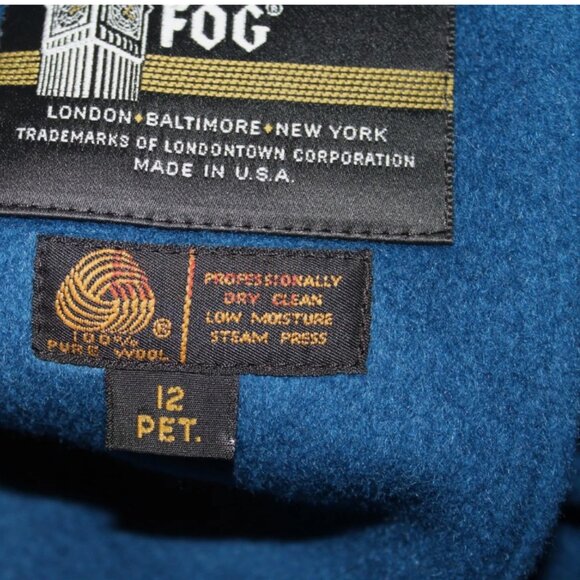 FOG®
LONDON◆BALTIMORE◆NEW YORK
TRADEMARKS OF LONDONTOWN CORPORATION
MADE IN U.S.A.
PROFESSIONALLY
DRY CLEAN
LOW MOISTURE
STEAM PRESS
®
100%
PURE WOOL
12
PET.